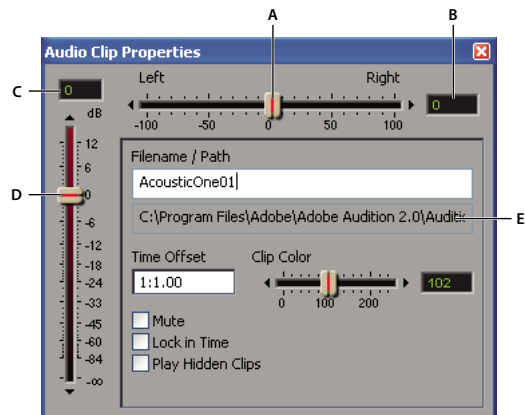 A
B
Audio Clip Properties
C
0
Left
Right
0
dB
-100
-50
0
50
100
12
6
0
-6
-12
-18
-24
-33
-45
-60
-84
-∞
D
Filename / Path
AcousticOne01
C:\Program Files\Adobe\Adobe Audition 2.0\Auditi
E
Time Offset
Clip Color
1:1.00
102
0
100
200
Mute
Lock in Time
Play Hidden Clips